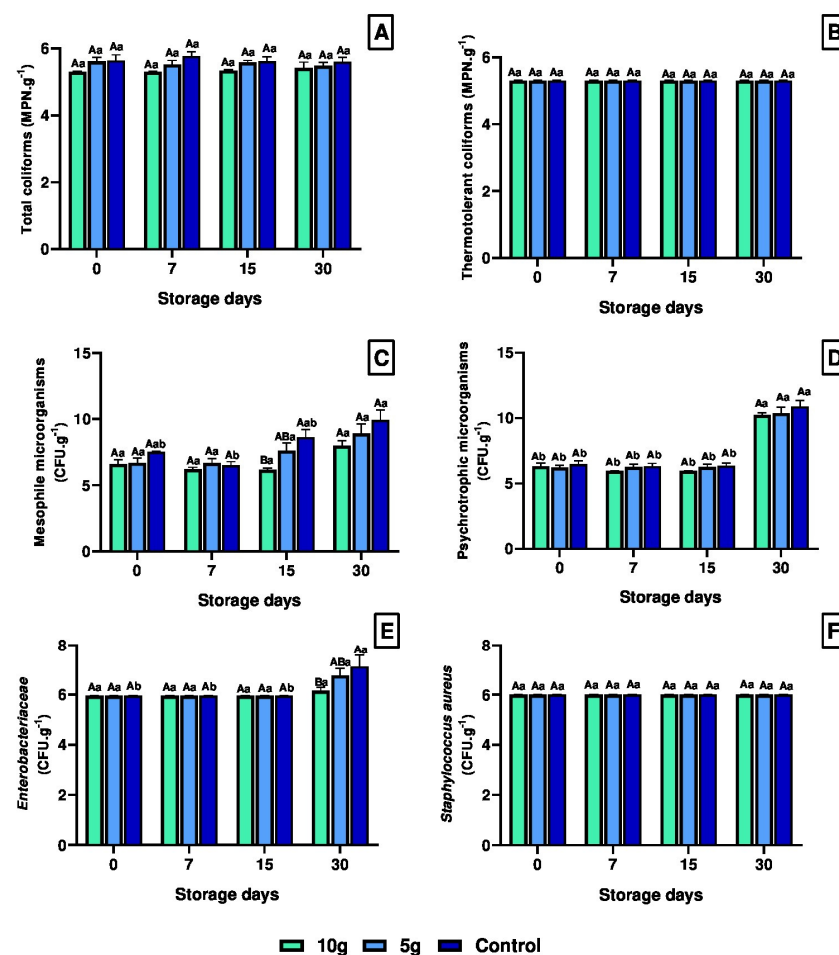 A
Total coliforms (MPN.g-1)
6
4
2
0
Aa Aa Aa Aa Aa Aa Aa Aa Aa Aa Aa Aa
0 7 15 30
Storage days
B
Thermotolerant coliforms (MPN.g-1)
6
4
2
0
Aa Aa Aa Aa Aa Aa Aa Aa Aa Aa Aa Aa
0 7 15 30
Storage days
C
Mesophile microorganisms
(CFU.g-1)
15
10
5
0
Aa Aa Aab Aa Aa Ab Ba ABa Aab Aa Aa Aa
0 7 15 30
Storage days
D
Psychrotrophic microorganisms
(CFU.g-1)
15
10
5
0
Ab Ab Ab Ab Ab Ab Ab Ab Ab Aa Aa Aa
0 7 15 30
Storage days
E
Enterobacteriaceae
(CFU.g-1)
8
6
4
2
0
Aa Aa Ab Aa Aa Ab Aa Aa Ab Ba ABa Aa
0 7 15 30
Storage days
F
Staphylococcus aureus
(CFU.g-1)
8
6
4
2
0
Aa Aa Aa Aa Aa Aa Aa Aa Aa Aa Aa Aa
0 7 15 30
Storage days
10g 5g Control